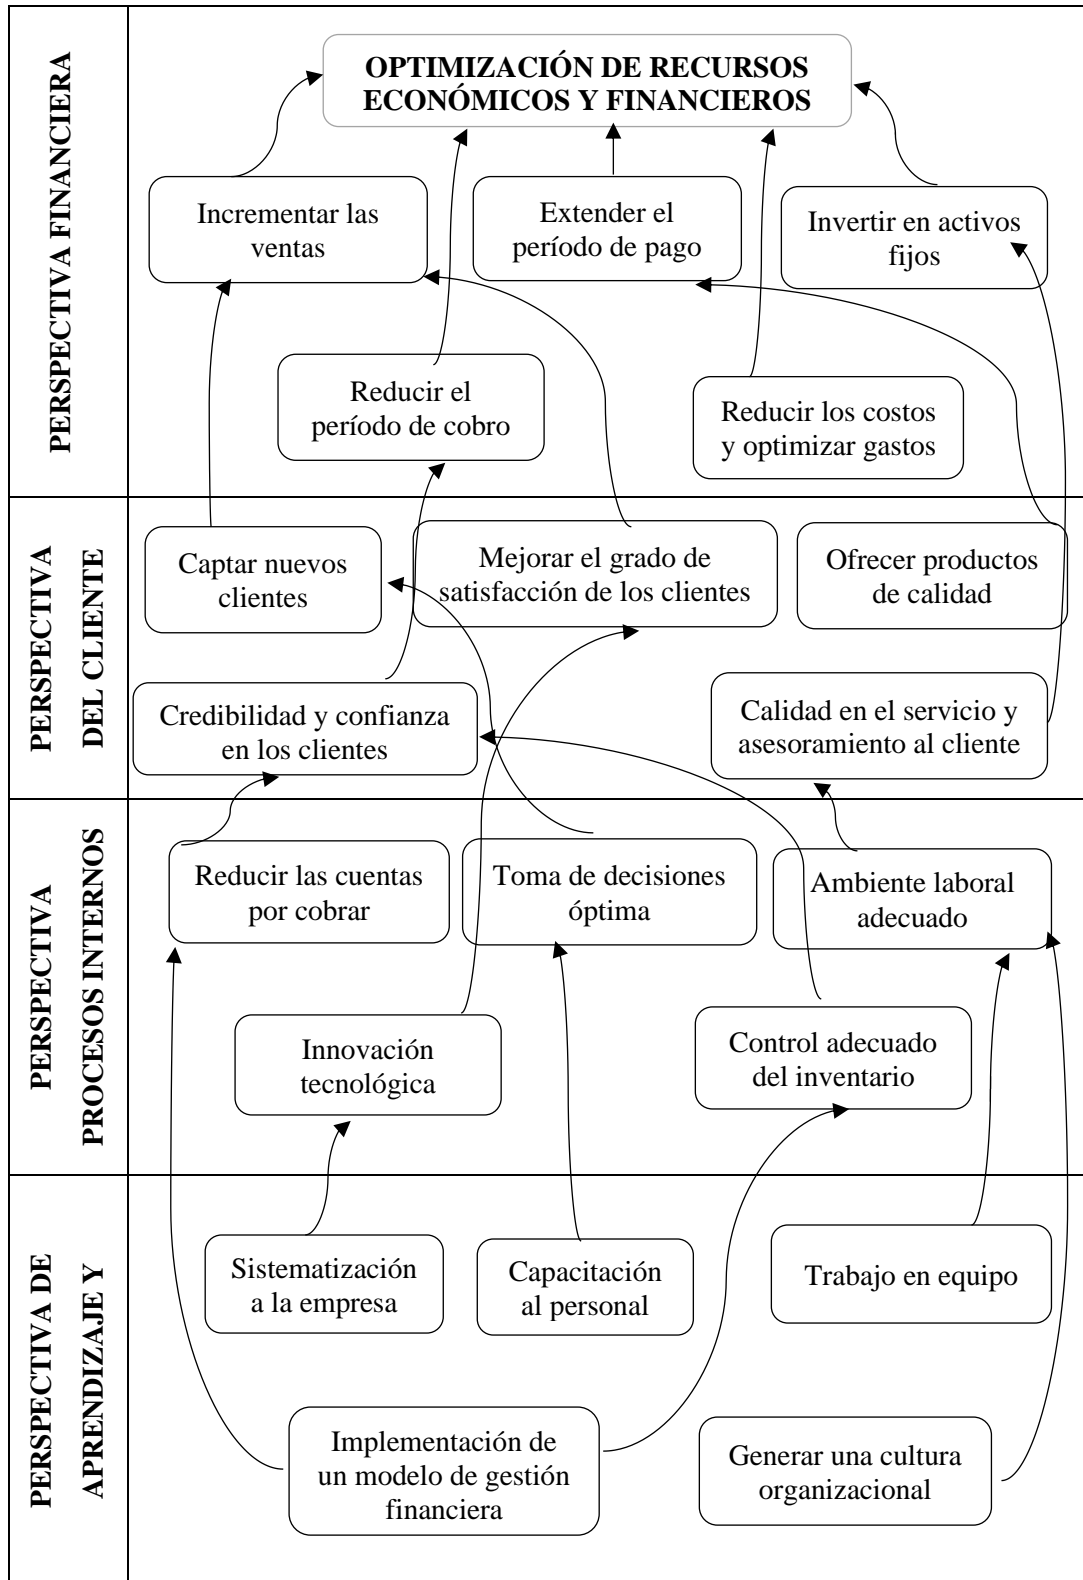 PERSPECTIVA FINANCIERA
OPTIMIZACIÓN DE RECURSOS
ECONÓMICOS Y FINANCIEROS
Incrementar las
ventas
Extender el
período de pago
Invertir en activos
fijos
Reducir el
período de cobro
Reducir los costos
y optimizar gastos
PERSPECTIVA
DEL CLIENTE
Captar nuevos
clientes
Mejorar el grado de
satisfacción de los clientes
Ofrecer productos
de calidad
Credibilidad y confianza
en los clientes
Calidad en el servicio y
asesoramiento al cliente
PERSPECTIVA
PROCESOS INTERNOS
Reducir las cuentas
por cobrar
Toma de decisiones
óptima
Ambiente laboral
adecuado
Innovación
tecnológica
Control adecuado
del inventario
PERSPECTIVA DE
APRENDIZAJE Y
Sistematización
a la empresa
Capacitación
al personal
Trabajo en equipo
Implementación de
un modelo de gestión
financiera
Generar una cultura
organizacional